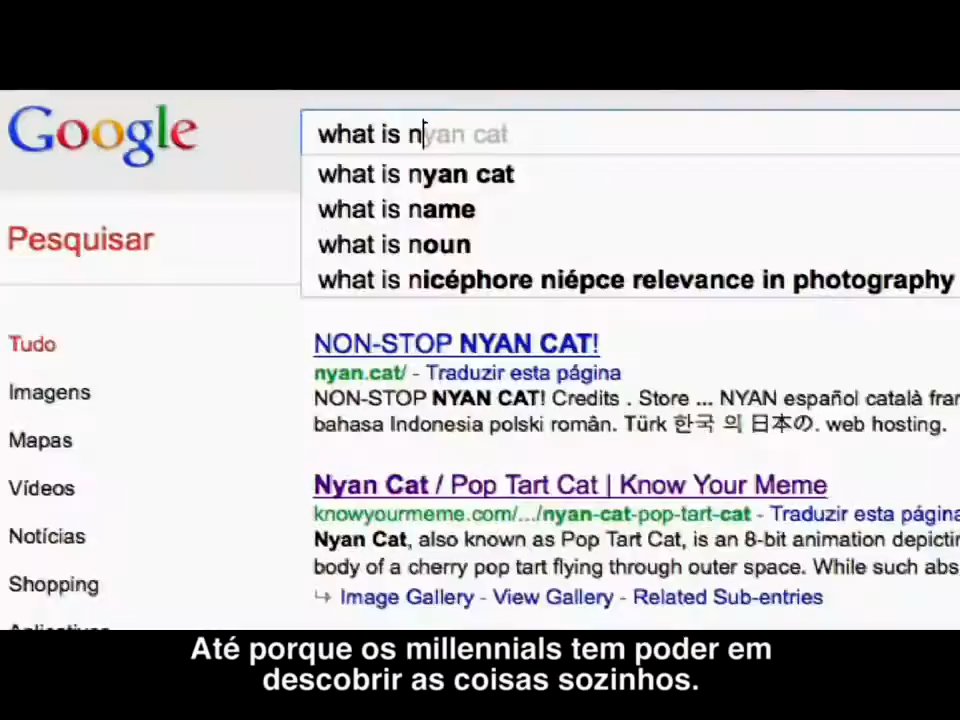 Google
what is nyan cat
what is nyan cat
what is name
what is noun
what is nicéphore niépce relevance in photography
Pesquisar
Tudo
Imagens
Mapas
Vídeos
Notícias
Shopping
NON-STOP NYAN CAT!
nyan.cat/ - Traduzir esta página
NON-STOP NYAN CAT! Credits . Store ... NYAN español català fran
bahasa Indonesia polski român. Türk 한국 의 日本の. web hosting.
Nyan Cat / Pop Tart Cat | Know Your Meme
knowyourmeme.com/.../nyan-cat-pop-tart-cat - Traduzir esta página
Nyan Cat, also known as Pop Tart Cat, is an 8-bit animation depictin
body of a cherry pop tart flying through outer space. While such abs
↪ Image Gallery - View Gallery - Related Sub-entries
Até porque os millennials tem poder em
descobrir as coisas sozinhos.